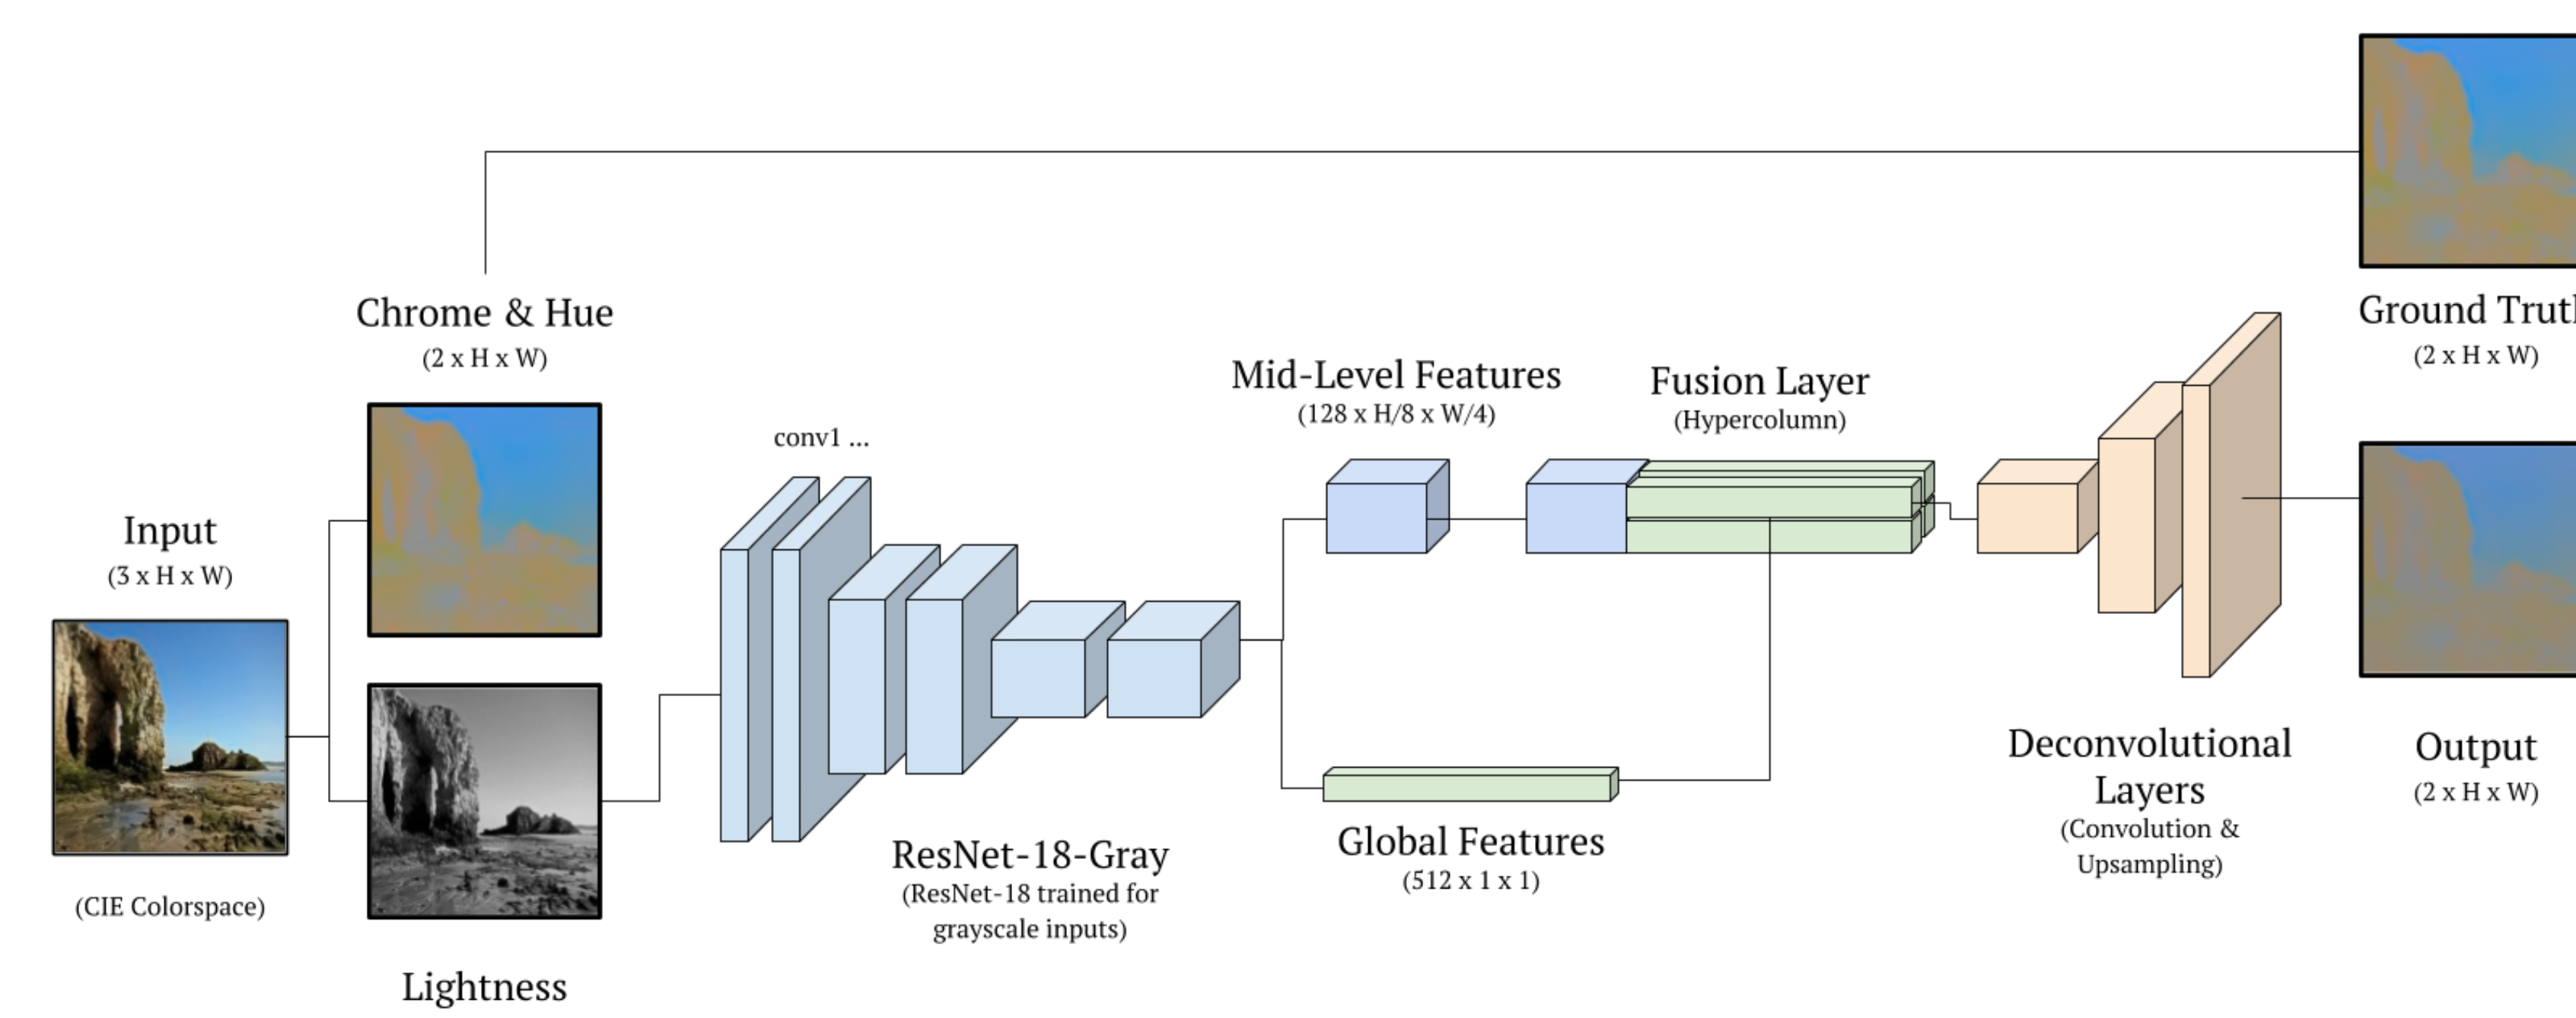 Input
(3 x H x W)
(CIE Colorspace)
Chrome & Hue
(2 x H x W)
Lightness
conv1 ...
ResNet-18-Gray
(ResNet-18 trained for
grayscale inputs)
Mid-Level Features
(128 x H/8 x W/4)
Global Features
(512 x 1 x 1)
Fusion Layer
(Hypercolumn)
Deconvolutional
Layers
(Convolution &
Upsampling)
Ground Trut
(2 x H x W)
Output
(2 x H x W)